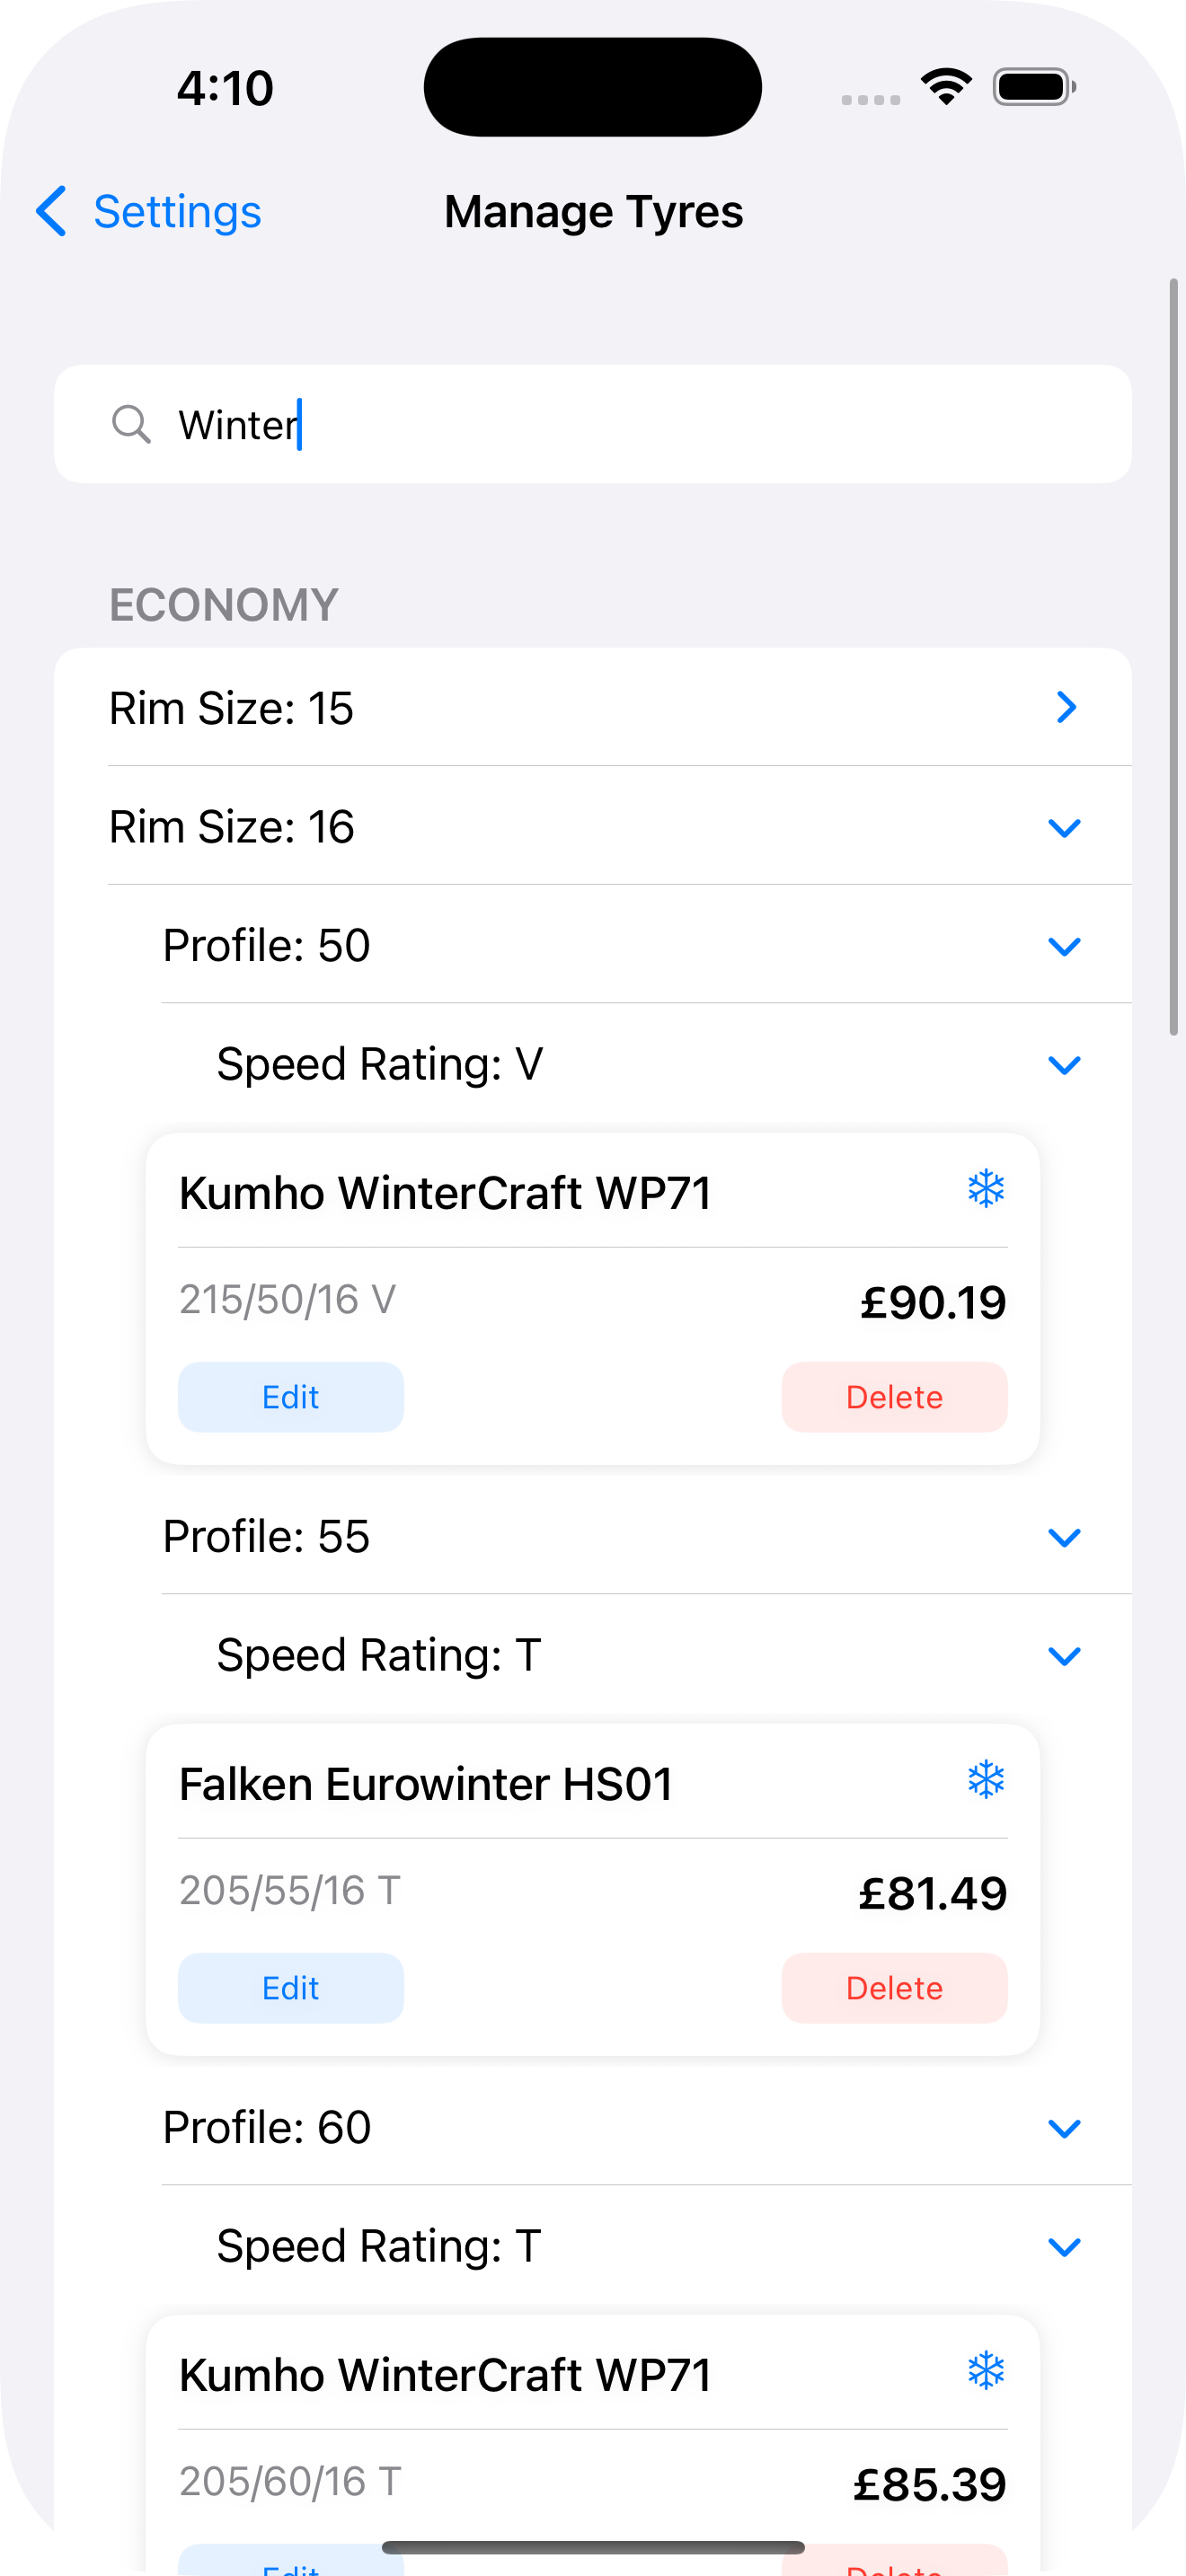 4:10
Settings
Manage Tyres
Winter
ECONOMY
Rim Size: 15
Rim Size: 16
Profile: 50
Speed Rating: V
Kumho WinterCraft WP71
215/50/16 V
£90.19
Edit
Delete
Profile: 55
Speed Rating: T
Falken Eurowinter HS01
205/55/16 T
£81.49
Edit
Delete
Profile: 60
Speed Rating: T
Kumho WinterCraft WP71
205/60/16 T
£85.39
Edit
Delete